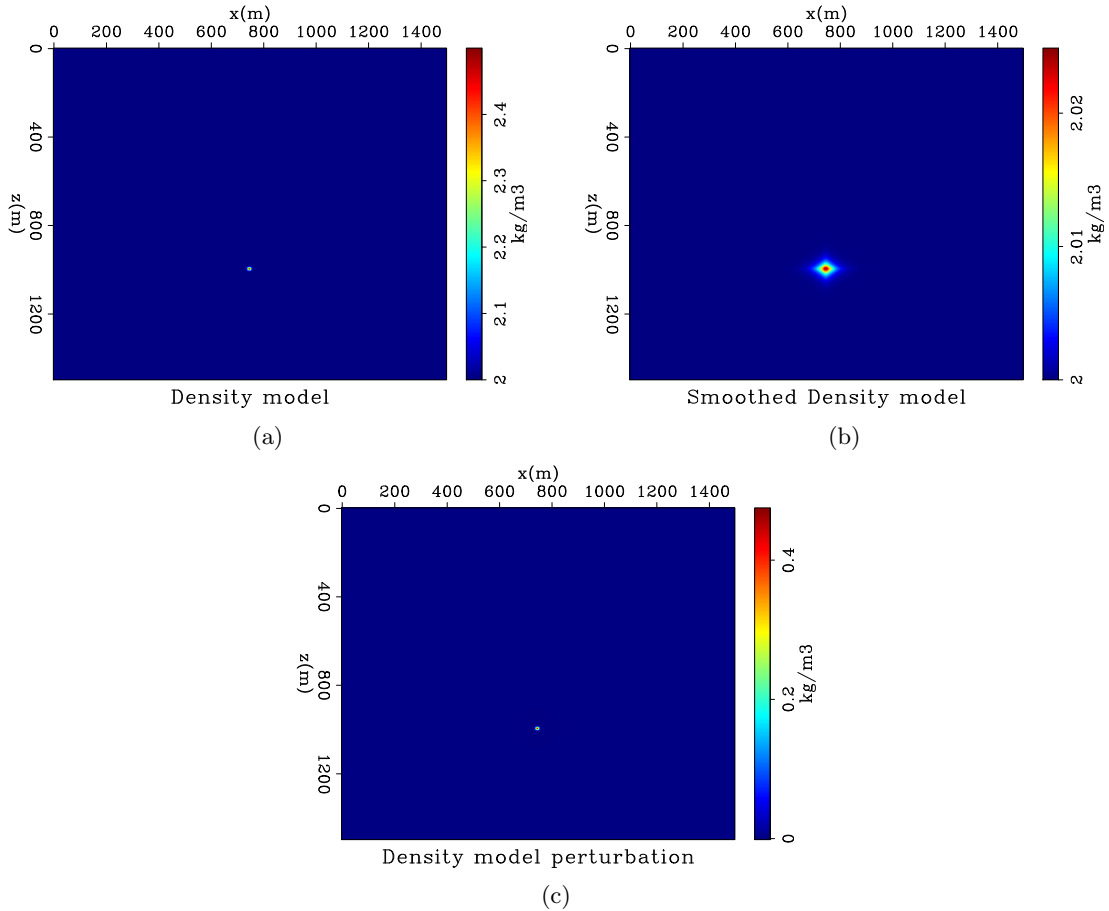 x(m)
0 200 400 600 800 1000 1200 1400
0
400
800
1200
z(m)
2.4
2.3
2.2
2.1
2
kg/m3
Density model
(a)
x(m)
0 200 400 600 800 1000 1200 1400
0
400
800
1200
z(m)
2.02
2.01
2
kg/m3
Smoothed Density model
(b)
x(m)
0 200 400 600 800 1000 1200 1400
0
400
800
1200
z(m)
0.4
0.2
0
kg/m3
Density model perturbation
(c)